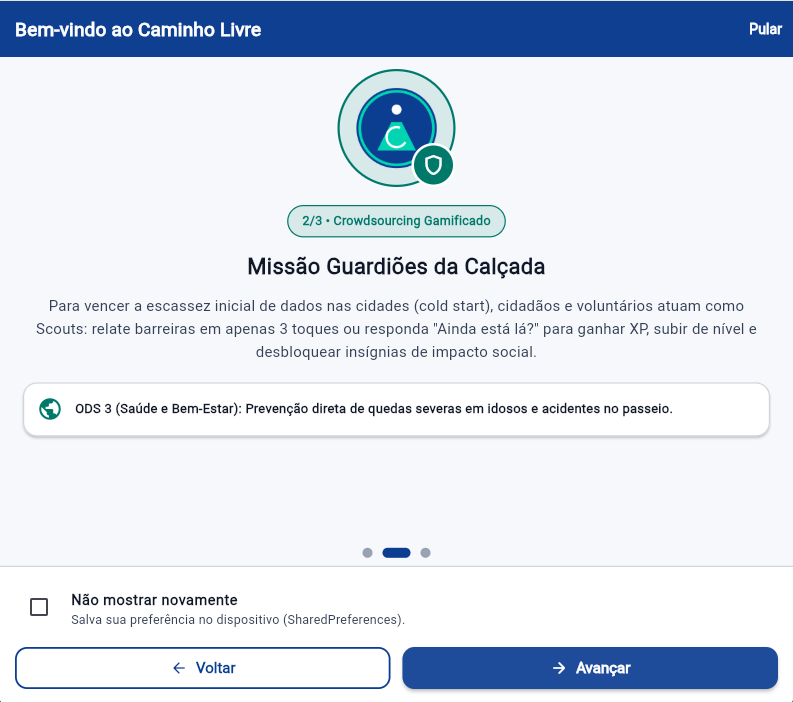 Bem-vindo ao Caminho Livre
Pular
C
2/3 • Crowdsourcing Gamificado
Missão Guardiões da Calçada
Para vencer a escassez inicial de dados nas cidades (cold start), cidadãos e voluntários atuam como
Scouts: relate barreiras em apenas 3 toques ou responda "Ainda está lá?" para ganhar XP, subir de nível e
desbloquear insígnias de impacto social.
ODS 3 (Saúde e Bem-Estar): Prevenção direta de quedas severas em idosos e acidentes no passeio.
Não mostrar novamente
Salva sua preferência no dispositivo (SharedPreferences).
Voltar
Avançar